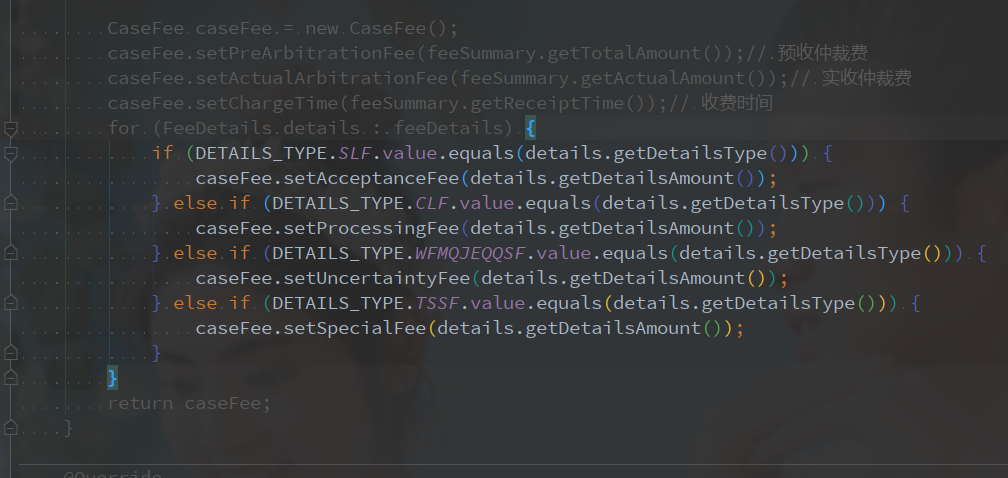 CaseFee caseFee = new CaseFee();
caseFee.setPreArbitrationFee(feeSummary.getTotalAmount());// 预收仲裁费
caseFee.setActualArbitrationFee(feeSummary.getActualAmount());// 实收仲裁费
caseFee.setChargeTime(feeSummary.getReceiptTime());// 收费时间
for (FeeDetails details : feeDetails) {
if (DETAILS_TYPE.SLF.value.equals(details.getDetailsType())) {
caseFee.setAcceptanceFee(details.getDetailsAmount());
} else if (DETAILS_TYPE.CLF.value.equals(details.getDetailsType())) {
caseFee.setProcessingFee(details.getDetailsAmount());
} else if (DETAILS_TYPE.WFMQJEQQSF.value.equals(details.getDetailsType())) {
caseFee.setUncertaintyFee(details.getDetailsAmount());
} else if (DETAILS_TYPE.TSSF.value.equals(details.getDetailsType())) {
caseFee.setSpecialFee(details.getDetailsAmount());
}
}
return caseFee;
}
@Override